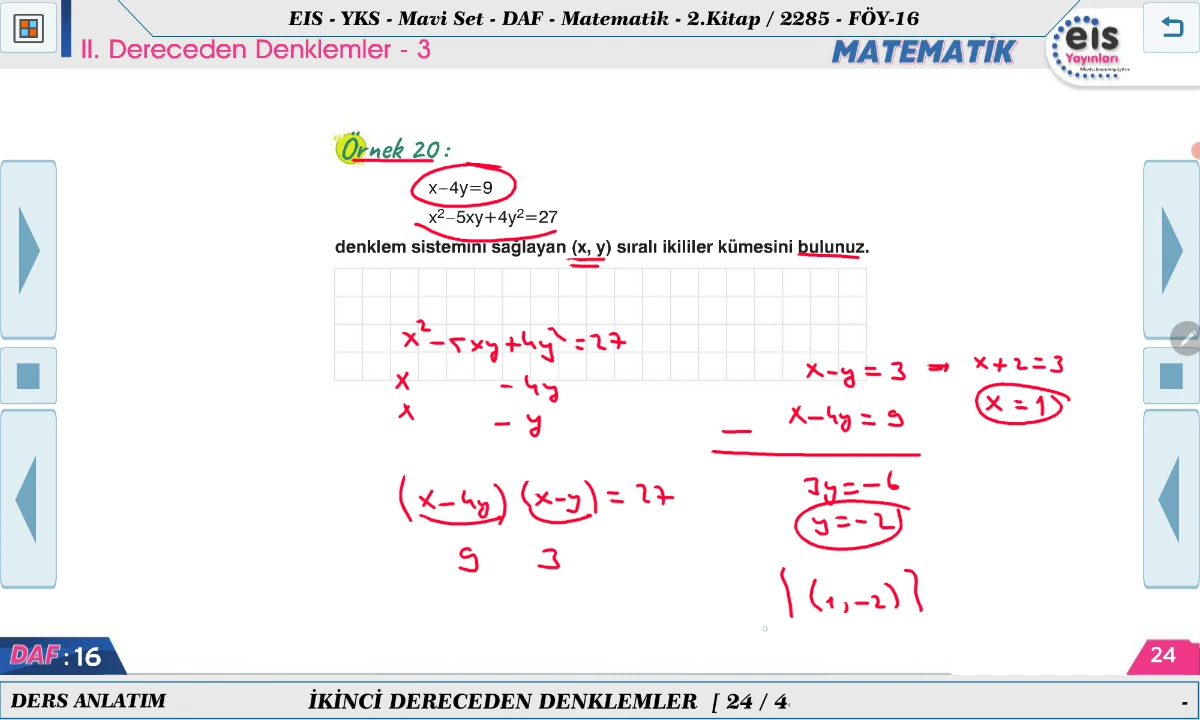 EIS - YKS - Mavi Set - DAF - Matematik - 2.Kitap / 2285 - FÖY-16
II. Dereceden Denklemler - 3
MATEMATİK
eis
Yayınları
Örnek 20 :
x−4y=9
x²−5xy+4y²=27
denklem sistemini sağlayan (x, y) sıralı ikililer kümesini bulunuz.
x² − 5xy + 4y² = 27
x − 4y
x − y
(x−4y) (x−y) = 27
9 3
x−y = 3 → x+2=3
x = 1
x−4y = 9
−
3y = −6
y = −2
{(1, −2)}
DAF : 16
24
DERS ANLATIM
İKİNCİ DERECEDEN DENKLEMLER [ 24 / 4
-